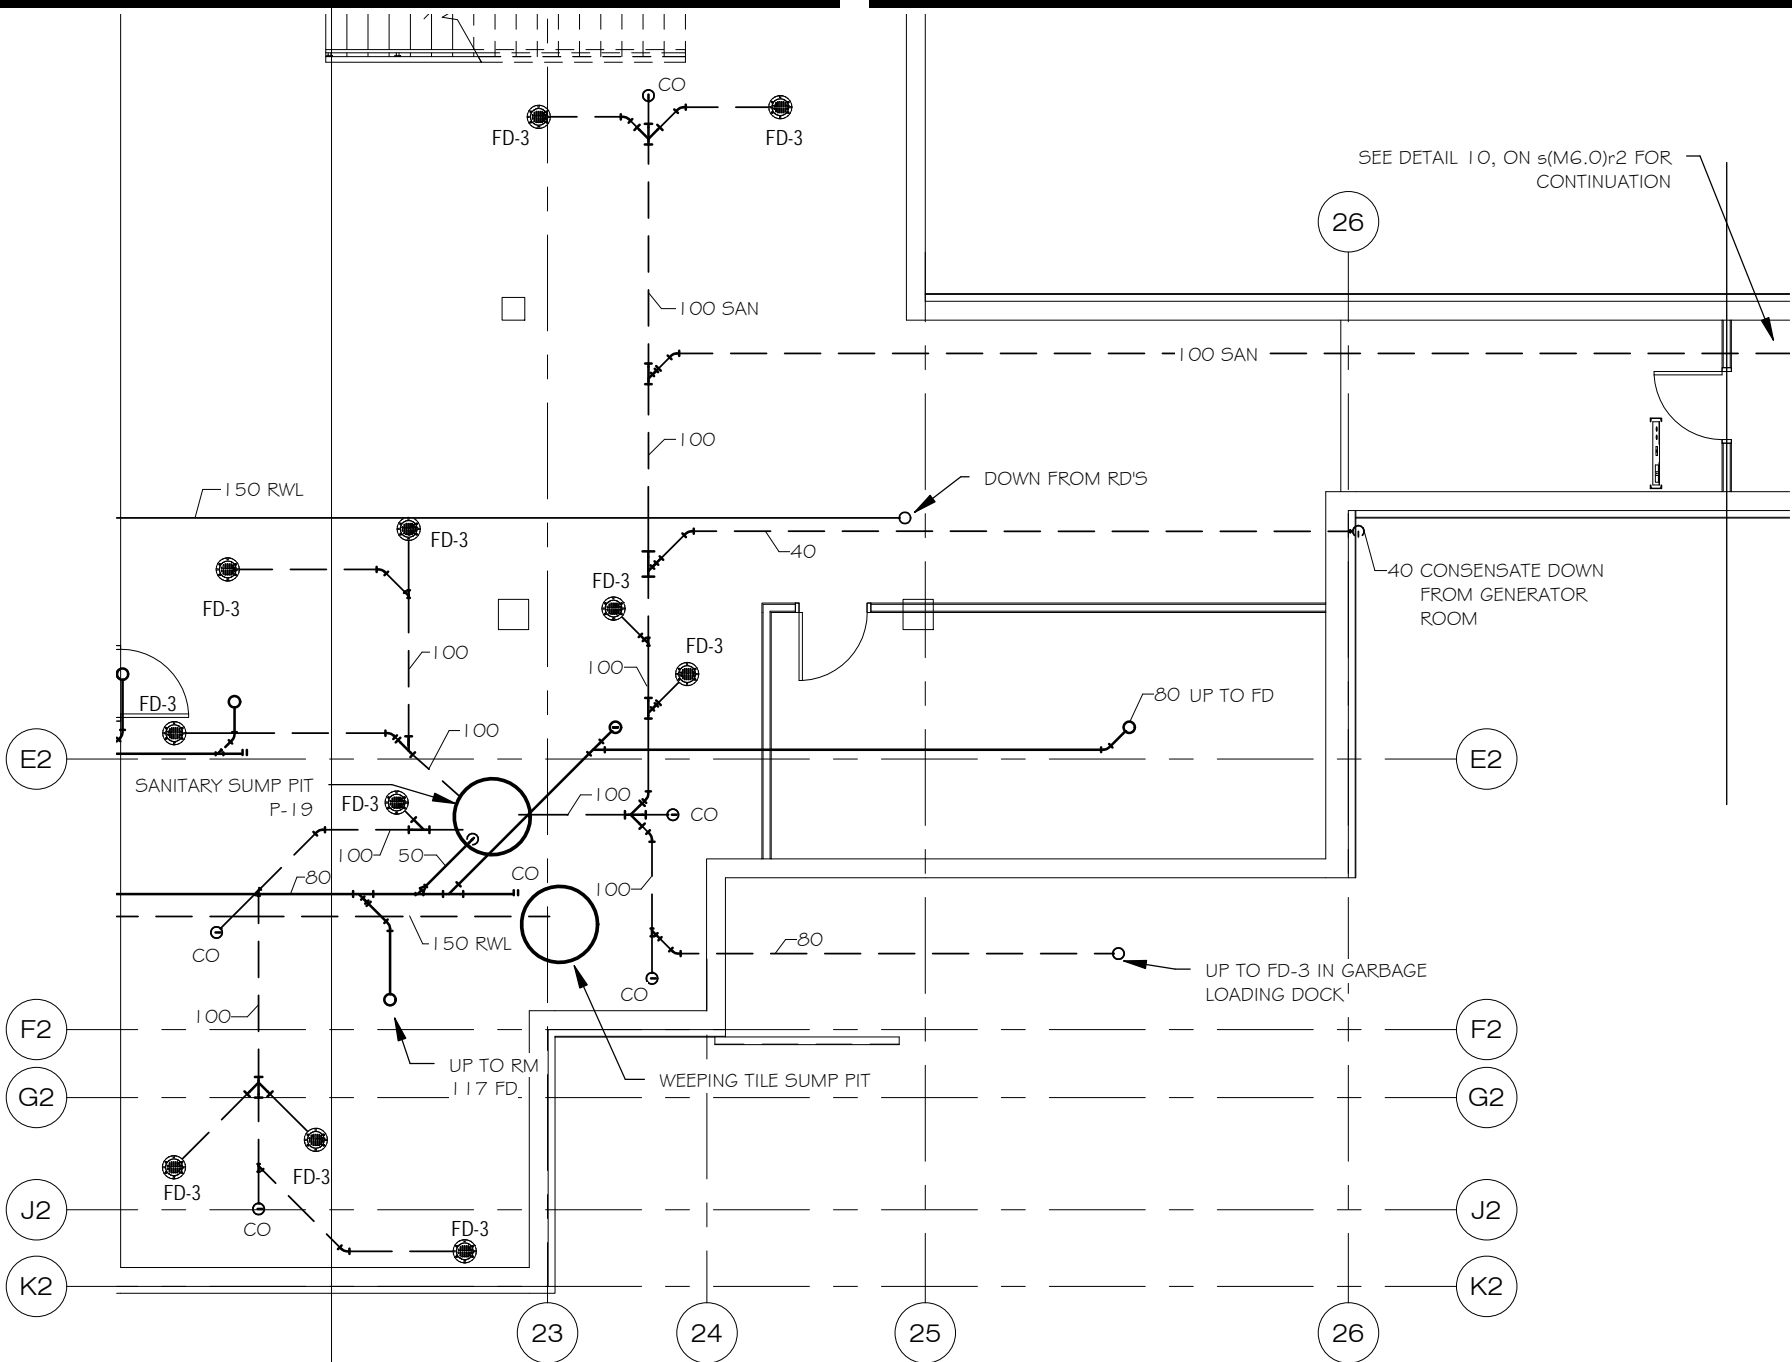 CO
FD-3
FD-3
SEE DETAIL 10, ON s(M6.0)r2 FOR
CONTINUATION
26
100 SAN
100 SAN
100
150 RWL
DOWN FROM RD'S
FD-3
40
FD-3
FD-3
40 CONSENSATE DOWN
FROM GENERATOR
ROOM
100
FD-3
100
FD-3
80 UP TO FD
100
E2
E2
SANITARY SUMP PIT
P-19
FD-3
100
CO
100
50
80
CO
100
150 RWL
CO
80
UP TO FD-3 IN GARBAGE
LOADING DOCK
CO
100
F2
F2
UP TO RM
117 FD
WEEPING TILE SUMP PIT
G2
G2
FD-3
FD-3
J2
J2
CO
FD-3
K2
K2
23
24
25
26